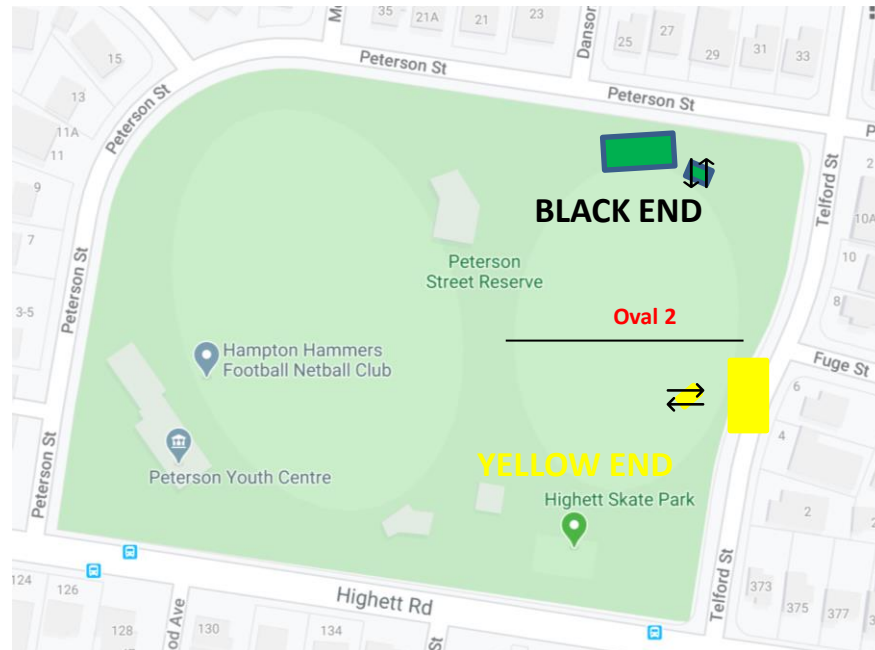 35
21A
21
23
25
27
29
31
33
15
13
11A
11
9
7
3-5
Peterson St
Peterson St
Peterson St
Peterson St
Peterson St
Telford St
2
10A
10
8
BLACK END
Peterson
Street Reserve
Oval 2
Hampton Hammers
Football Netball Club
Fuge St
6
4
2
YELLOW END
Peterson Youth Centre
Highett Skate Park
Telford St
Highett Rd
124
126
128
130
134
373
375
377